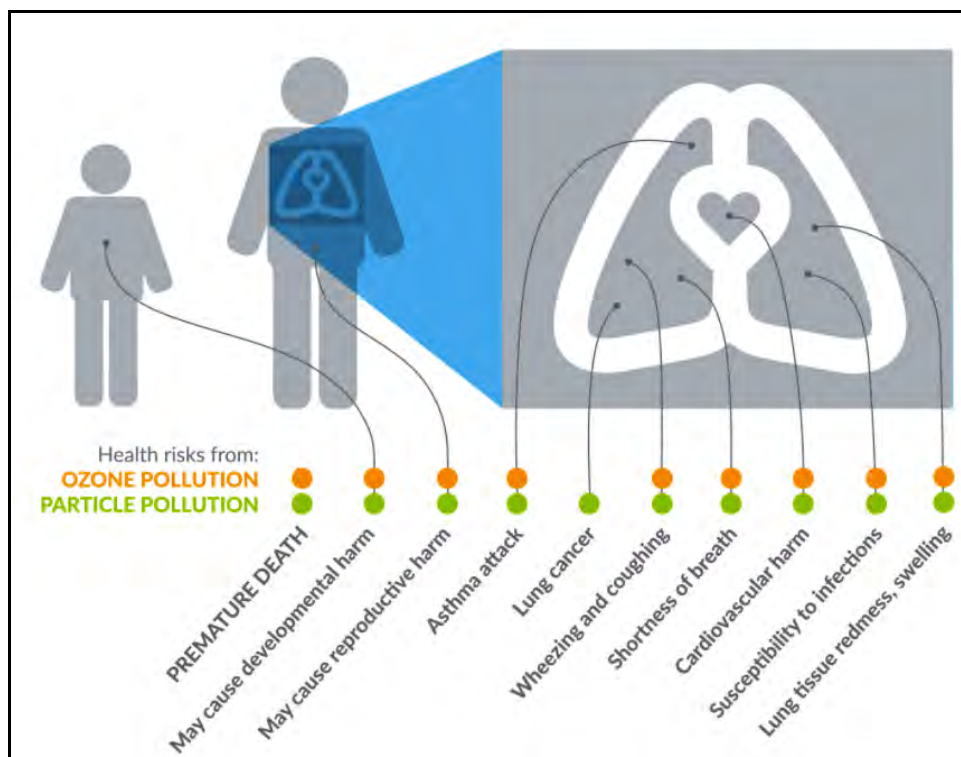 Health risks from:
OZONE POLLUTION
PARTICLE POLLUTION
PREMATURE DEATH
May cause developmental harm
May cause reproductive harm
Asthma attack
Lung cancer
Wheezing and coughing
Shortness of breath
Cardiovascular harm
Susceptibility to infections
Lung tissue redness, swelling